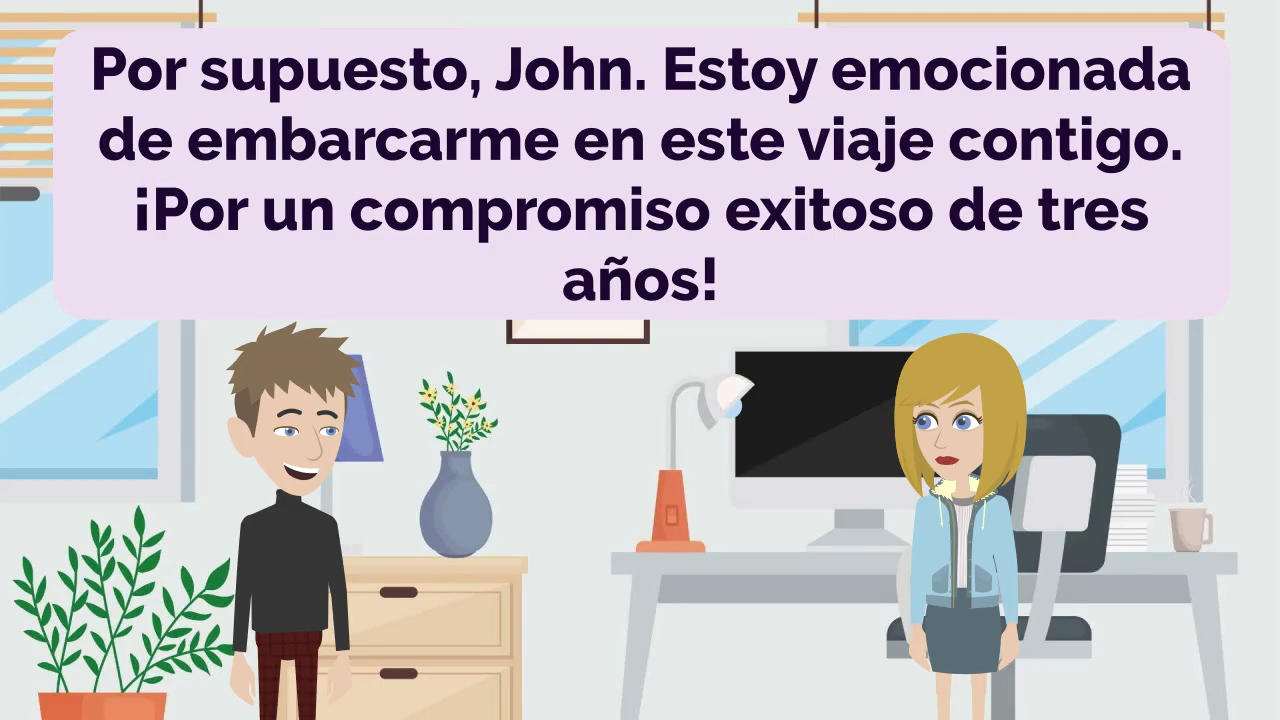 Por supuesto, John. Estoy emocionada
de embarcarme en este viaje contigo.
¡Por un compromiso exitoso de tres
años!